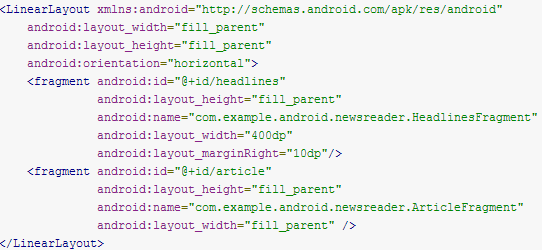 <LinearLayout xmlns:android="http://schemas.android.com/apk/res/android"
    android:layout_width="fill_parent"
    android:layout_height="fill_parent"
    android:orientation="horizontal">
    <fragment android:id="@+id/headlines"
              android:layout_height="fill_parent"
              android:name="com.example.android.newsreader.HeadlinesFragment"
              android:layout_width="400dp"
              android:layout_marginRight="10dp"/>
    <fragment android:id="@+id/article"
              android:layout_height="fill_parent"
              android:name="com.example.android.newsreader.ArticleFragment"
              android:layout_width="fill_parent" />
</LinearLayout>